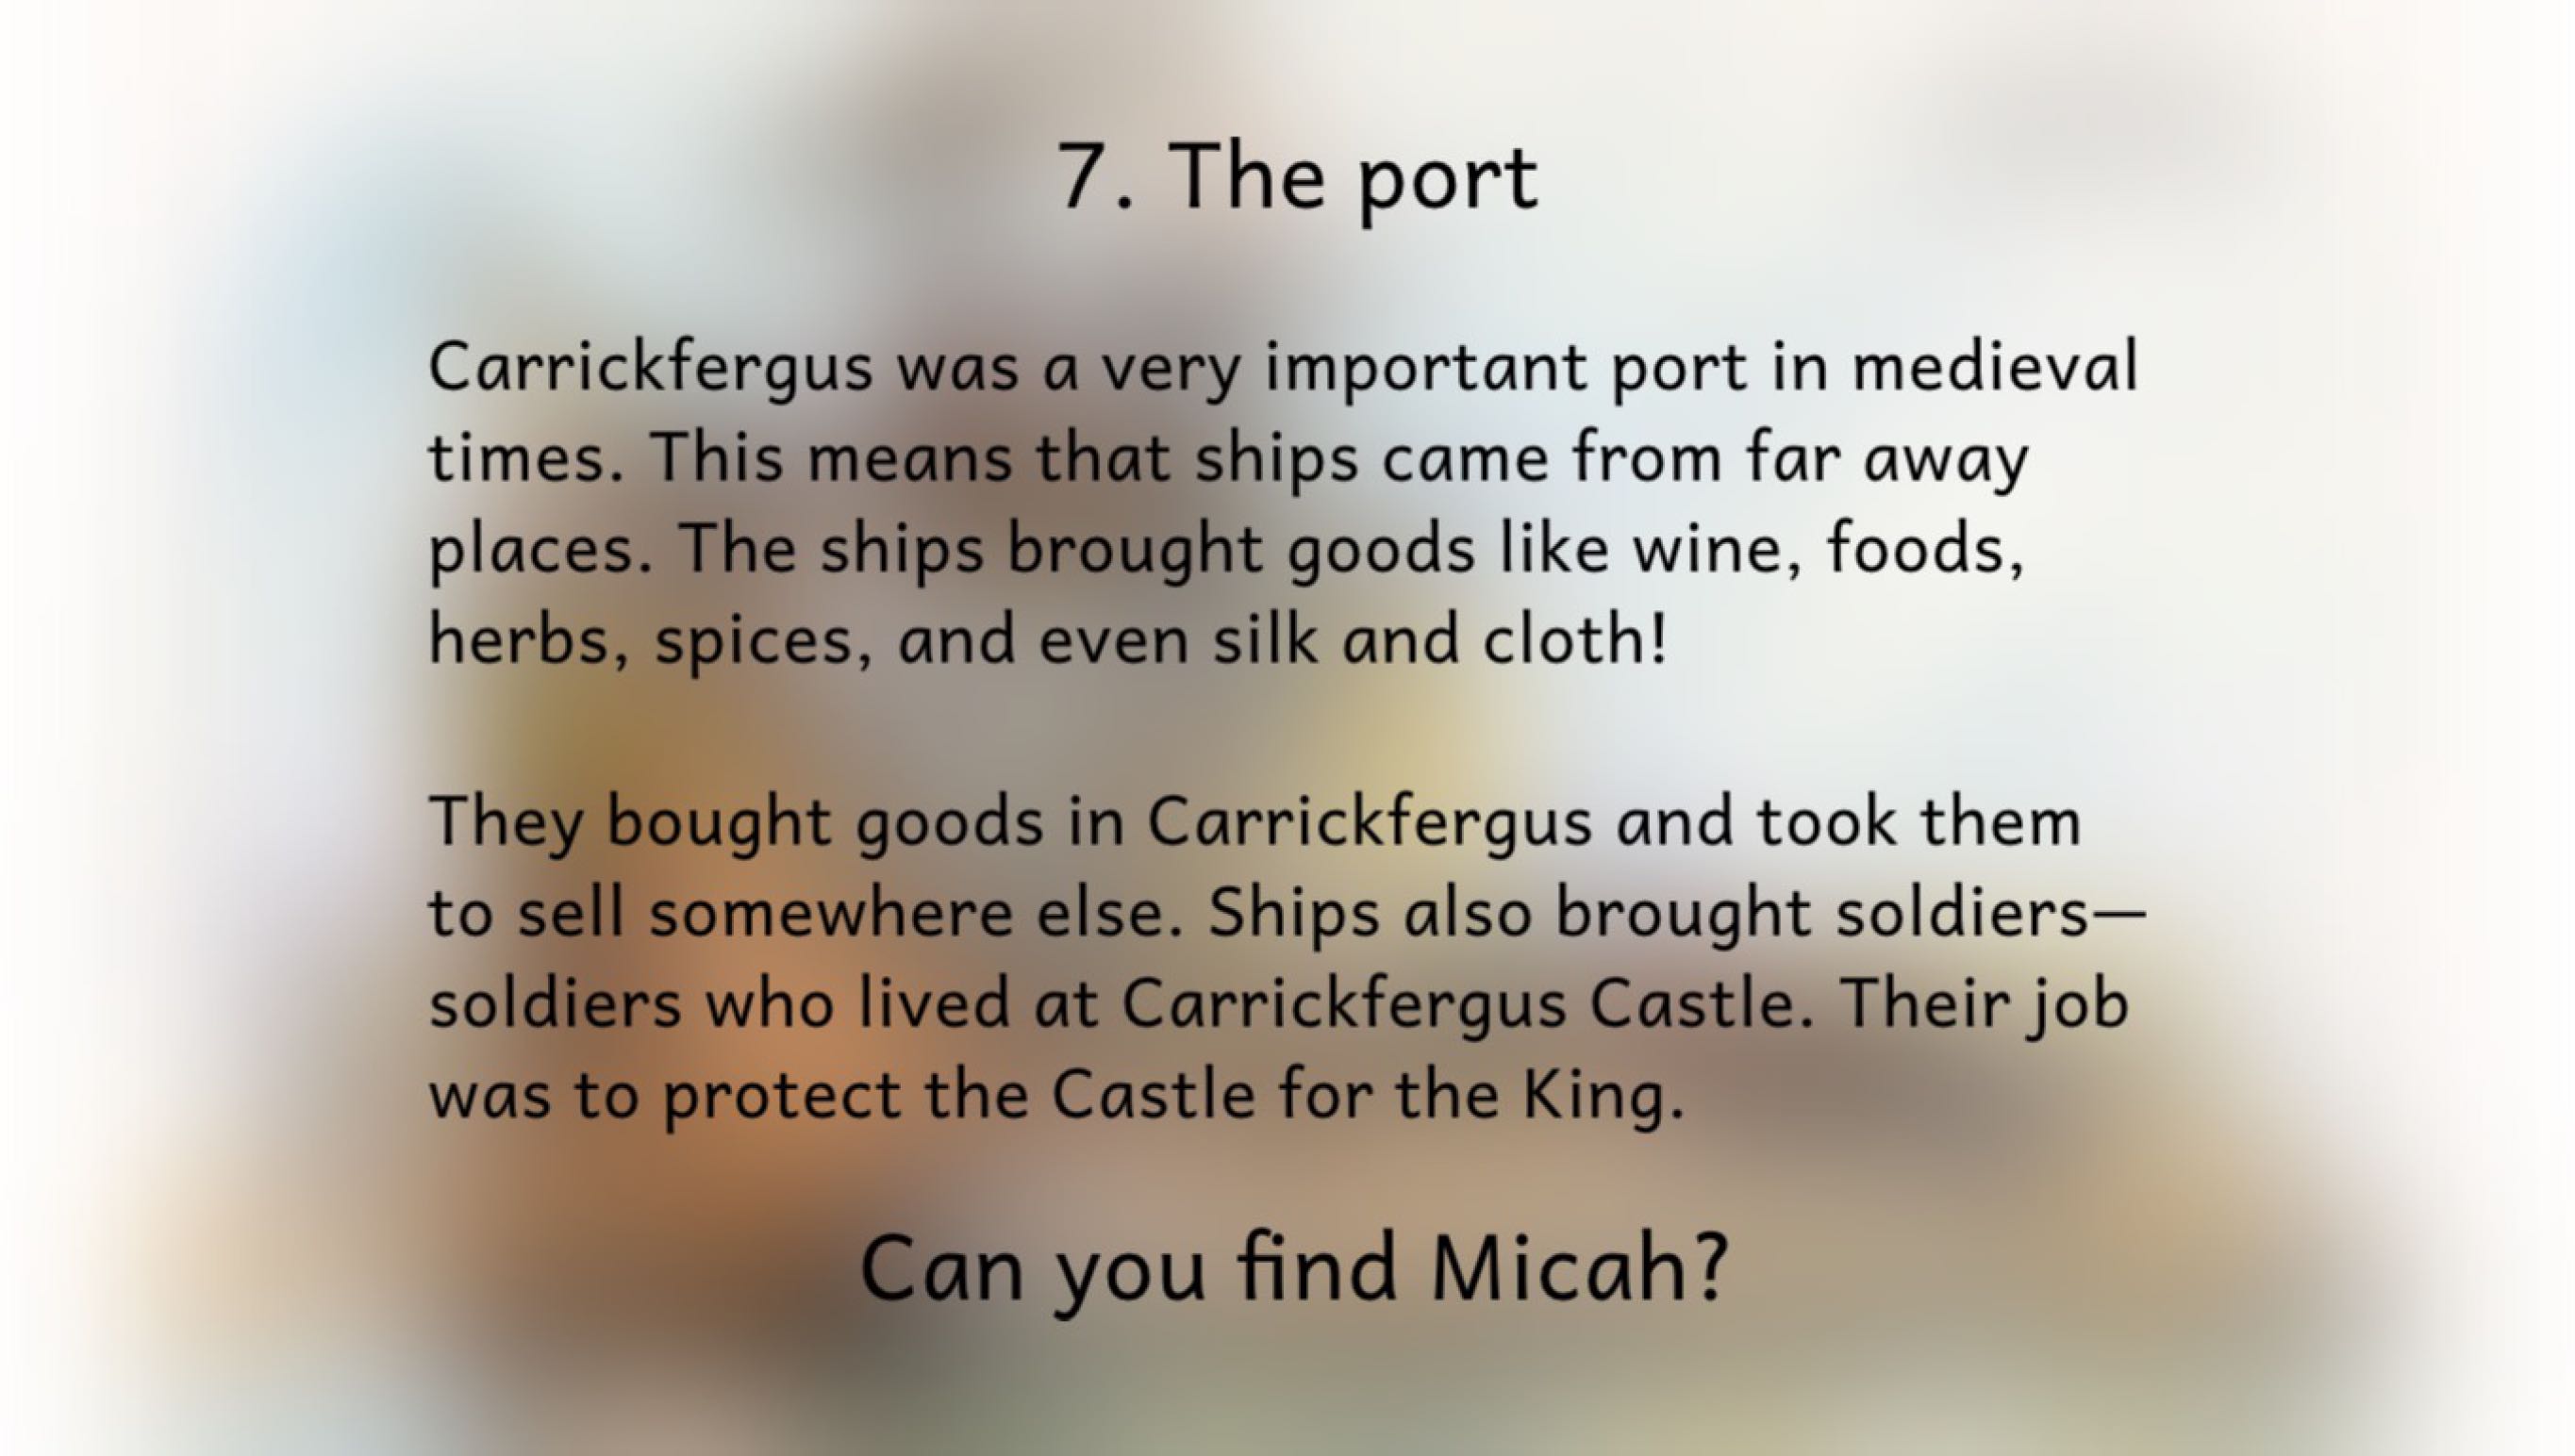 7. The port
Carrickfergus was a very important port in medieval
times. This means that ships came from far away
places. The ships brought goods like wine, foods,
herbs, spices, and even silk and cloth!
They bought goods in Carrickfergus and took them
to sell somewhere else. Ships also brought soldiers—
soldiers who lived at Carrickfergus Castle. Their job
was to protect the Castle for the King.
Can you find Micah?